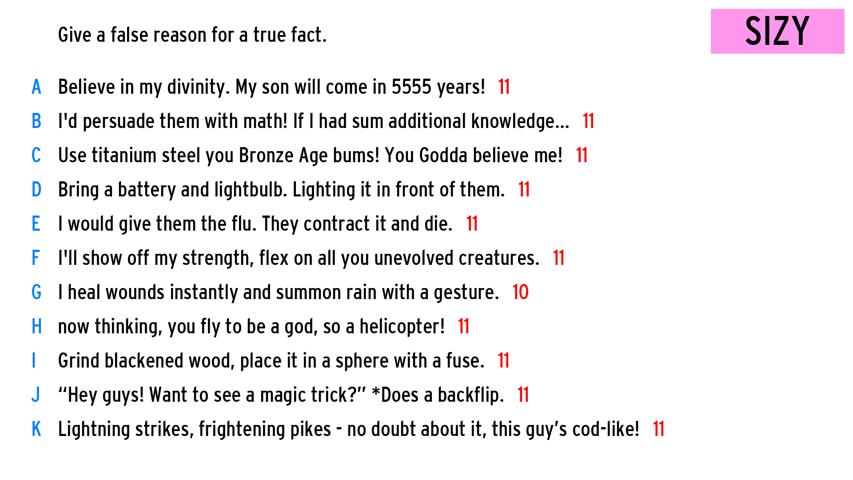 Give a false reason for a true fact.
SIZY
A Believe in my divinity. My son will come in 5555 years! 11
B I'd persuade them with math! If I had sum additional knowledge... 11
C Use titanium steel you Bronze Age bums! You Godda believe me! 11
D Bring a battery and lightbulb. Lighting it in front of them. 11
E I would give them the flu. They contract it and die. 11
F I'll show off my strength, flex on all you unevolved creatures. 11
G I heal wounds instantly and summon rain with a gesture. 10
H now thinking, you fly to be a god, so a helicopter! 11
I Grind blackened wood, place it in a sphere with a fuse. 11
J “Hey guys! Want to see a magic trick?” *Does a backflip. 11
K Lightning strikes, frightening pikes - no doubt about it, this guy’s cod-like! 11